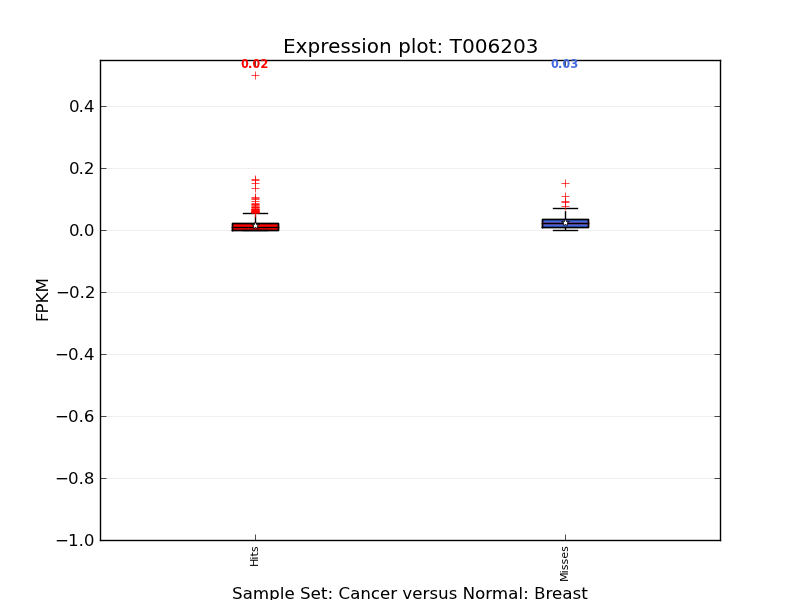 Expression plot: T006203
0.02
0.03
0.4
0.2
0.0
−0.2
−0.4
−0.6
−0.8
−1.0
FPKM
Hits
Misses
Sample Set: Cancer versus Normal: Breast